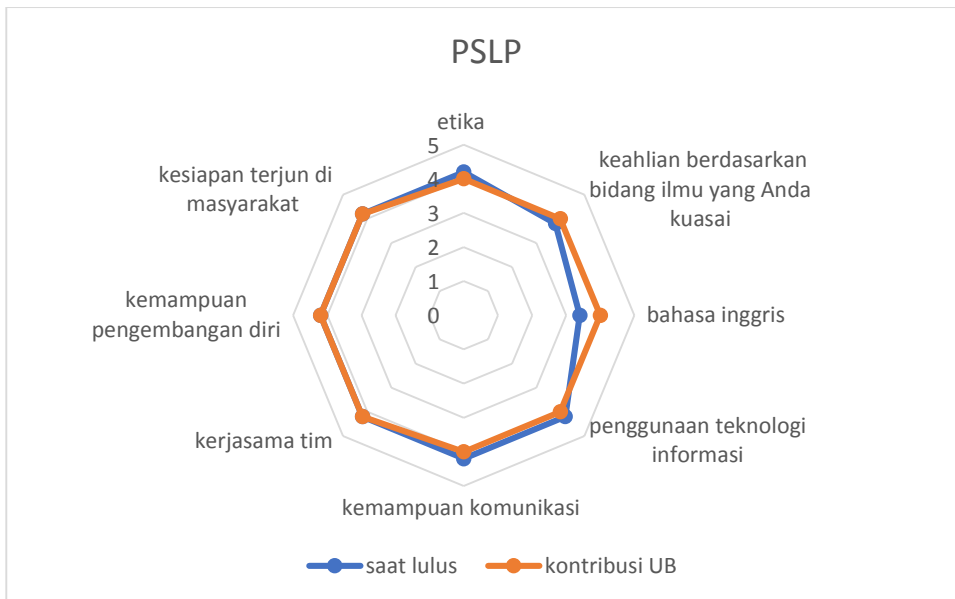 PSLP
etika
keahlian berdasarkan
bidang ilmu yang Anda
kuasai
bahasa inggris
penggunaan teknologi
informasi
kemampuan komunikasi
kerjasama tim
kemampuan
pengembangan diri
kesiapan terjun di
masyarakat
5
4
3
2
1
0
saat lulus
kontribusi UB